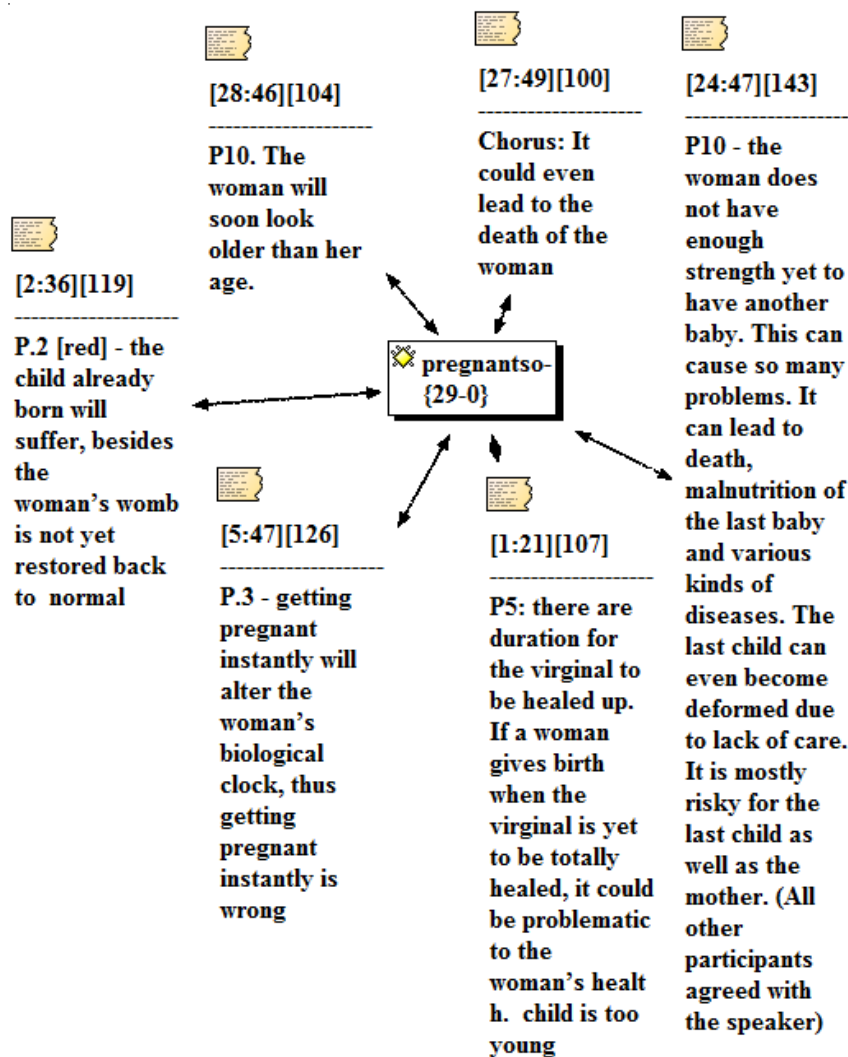 [28:46][104]
--------------------
P10. The
woman will
soon look
older than her
age.
[27:49][100]
--------------------
Chorus: It
could even
lead to the
death of the
woman
[24:47][143]
--------------------
P10 - the
woman does
not have
enough
strength yet to
have another
baby. This can
cause so many
problems. It
can lead to
death,
malnutrition of
the last baby
and various
kinds of
diseases. The
last child can
even become
deformed due
to lack of care.
It is mostly
risky for the
last child as
well as the
mother. (All
other
participants
agreed with
the speaker)
[2:36][119]
--------------------
P.2 [red] - the
child already
born will
suffer, besides
the
woman’s womb
is not yet
restored back
to normal
pregnantso-
{29-0}
[5:47][126]
--------------------
P.3 - getting
pregnant
instantly will
alter the
woman’s
biological
clock, thus
getting
pregnant
instantly is
wrong
[1:21][107]
--------------------
P5: there are
duration for
the virginal to
be healed up.
If a woman
gives birth
when the
virginal is yet
to be totally
healed, it could
be problematic
to the
woman’s healt
h. child is too
young